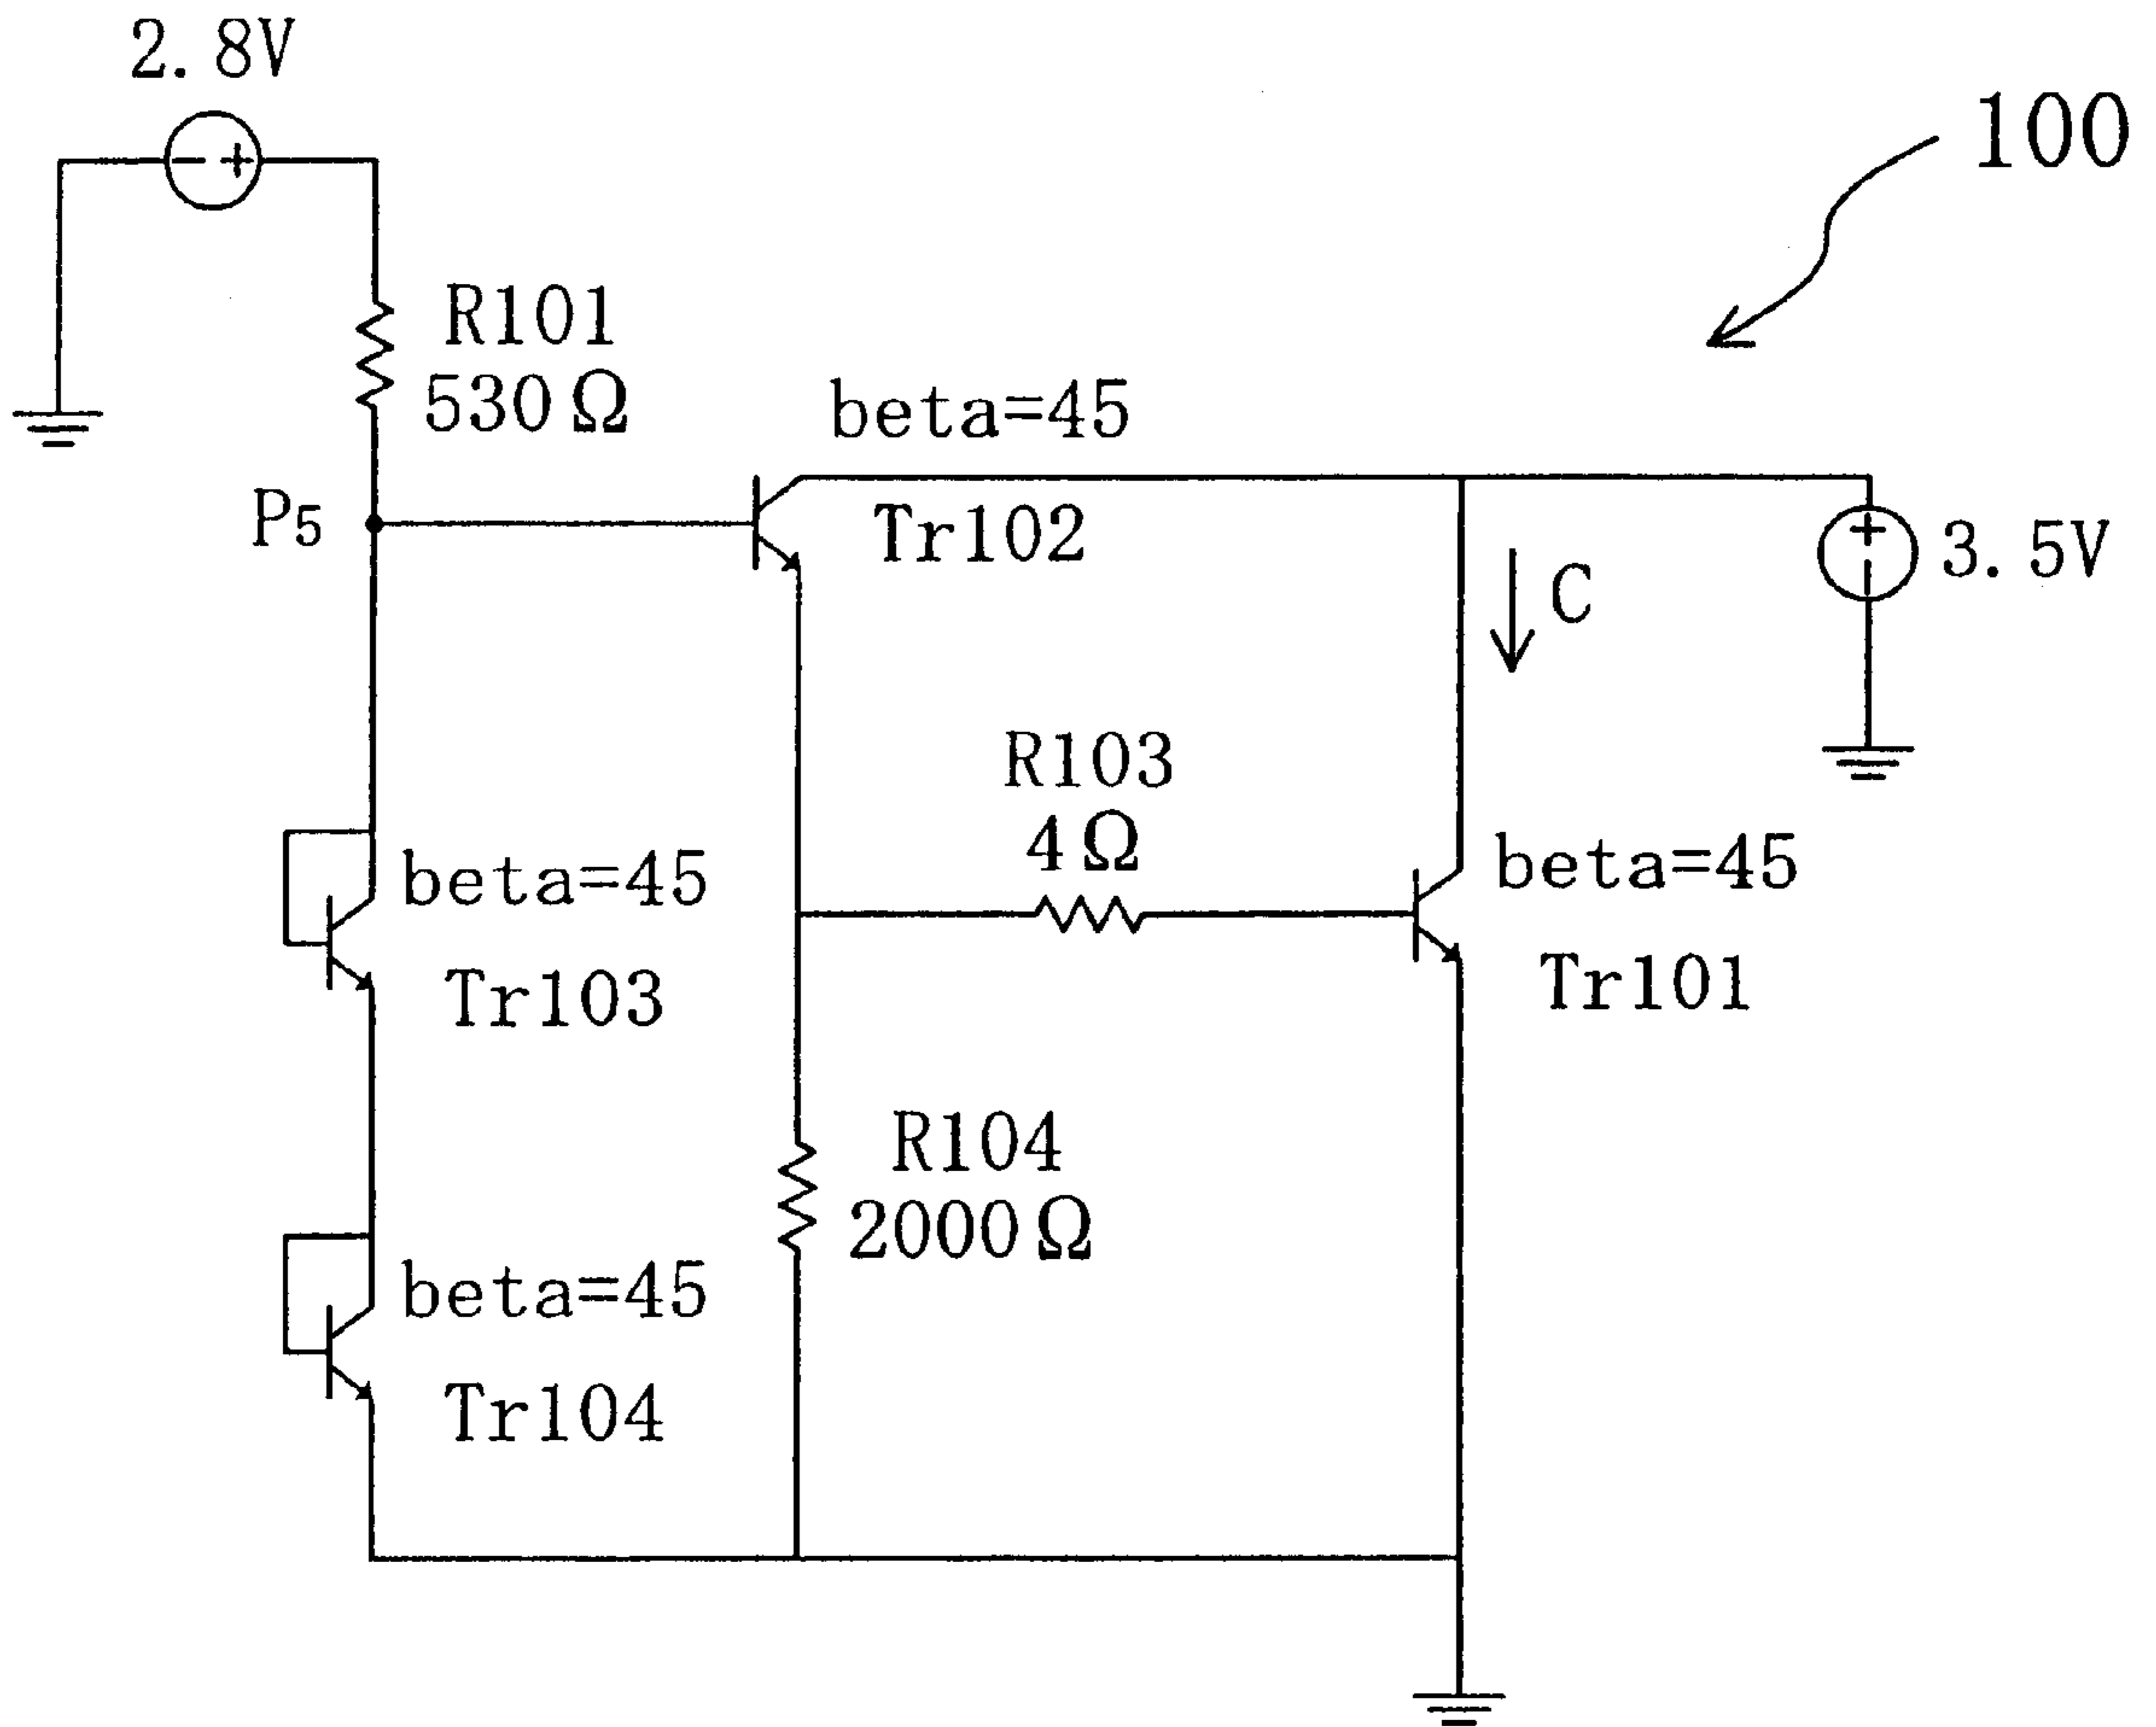 2.8V
100
R101
530Ω
beta=45
P5
Tr102
3.5V
C
R103
4Ω
beta=45
beta=45
Tr103
Tr101
R104
2000Ω
beta=45
Tr104